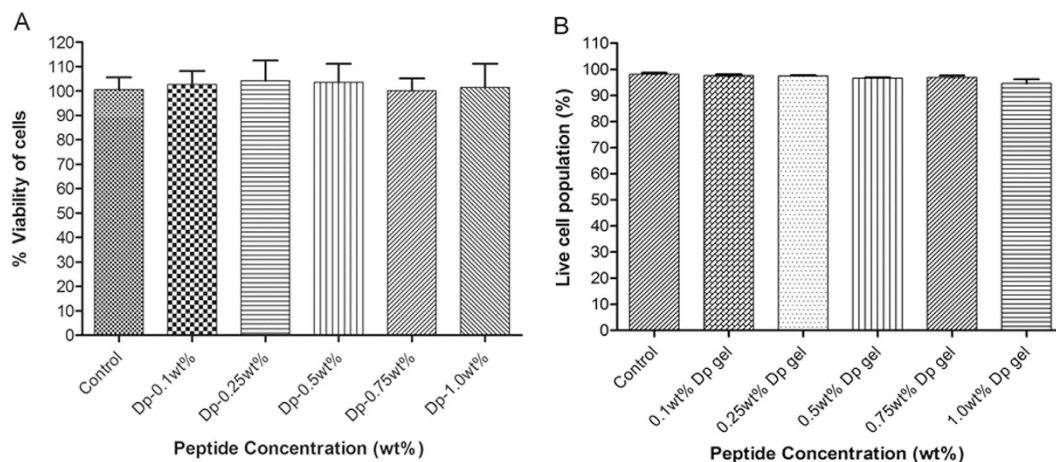 A
% Viability of cells
120
110
100
90
80
70
60
50
40
30
20
10
0
Control
Dp-0.1wt%
Dp-0.25wt%
Dp-0.5wt%
Dp-0.75wt%
Dp-1.0wt%
Peptide Concentration (wt%)
B
Live cell population (%)
110
100
90
80
70
60
50
40
30
20
10
0
Control
0.1wt% Dp gel
0.25wt% Dp gel
0.5wt% Dp gel
0.75wt% Dp gel
1.0wt% Dp gel
Peptide Concentration (wt%)